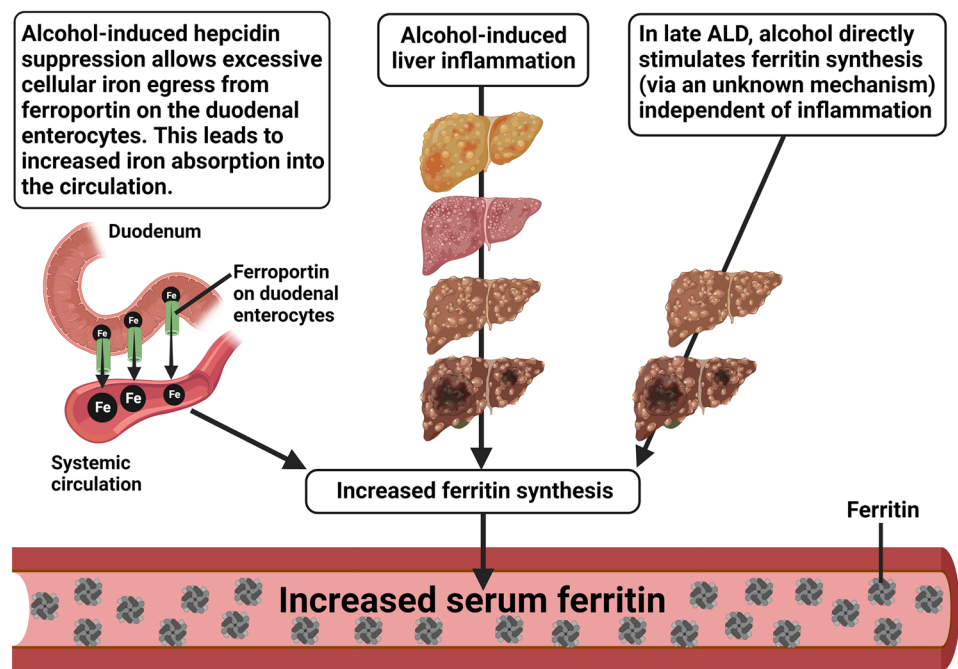 Alcohol-induced hepcidin
suppression allows excessive
cellular iron egress from
ferroportin on the duodenal
enterocytes. This leads to
increased iron absorption into
the circulation.
Alcohol-induced
liver inflammation
In late ALD, alcohol directly
stimulates ferritin synthesis
(via an unknown mechanism)
independent of inflammation
Duodenum
Ferroportin
on duodenal
enterocytes
Fe
Fe
Fe
Fe
Fe
Fe
Systemic
circulation
Increased ferritin synthesis
Ferritin
Increased serum ferritin